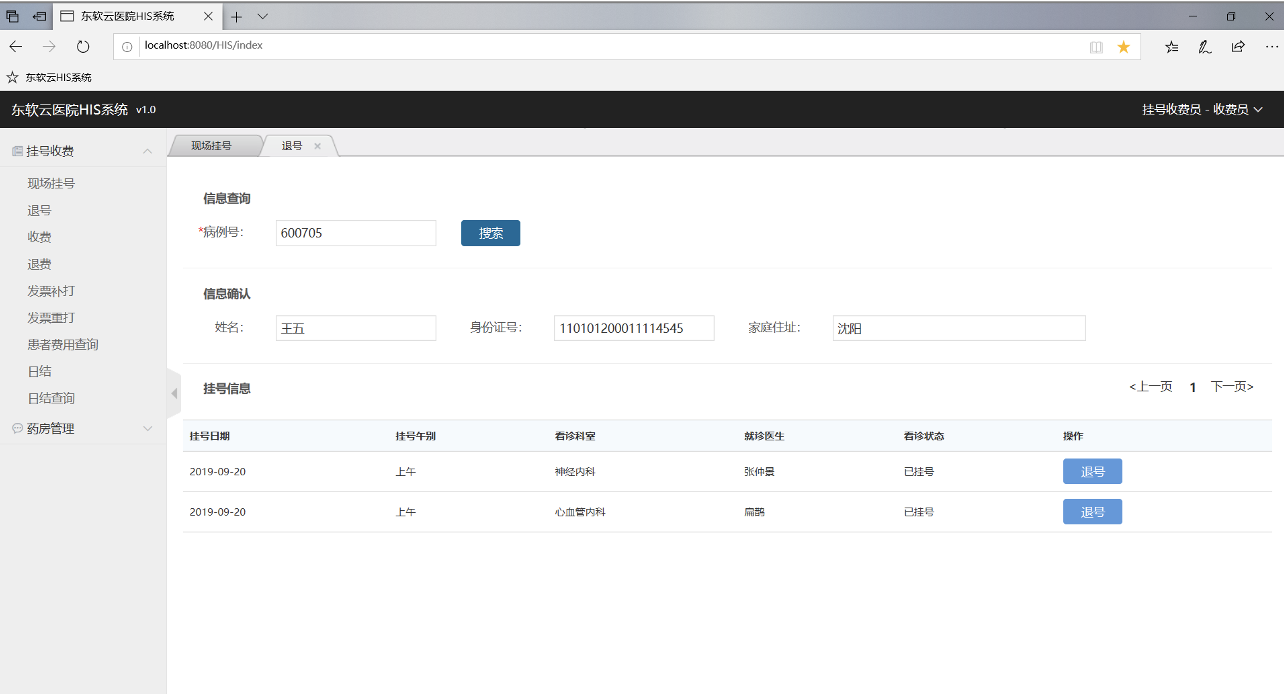 东软云医院HIS系统
localhost:8080/HIS/index
东软云HIS系统
东软云医院HIS系统 v1.0
挂号收费员 - 收费员
挂号收费
现场挂号
退号
收费
退费
发票补打
发票重打
患者费用查询
日结
日结查询
药房管理
现场挂号 退号
信息查询
*病例号： 600705 搜索
信息确认
姓名： 王五 身份证号： 110101200011114545 家庭住址： 沈阳
挂号信息 <上一页 1 下一页>
挂号日期 挂号午别 看诊科室 就诊医生 看诊状态 操作
2019-09-20 上午 神经内科 张仲景 已挂号 退号
2019-09-20 上午 心血管内科 扁鹊 已挂号 退号